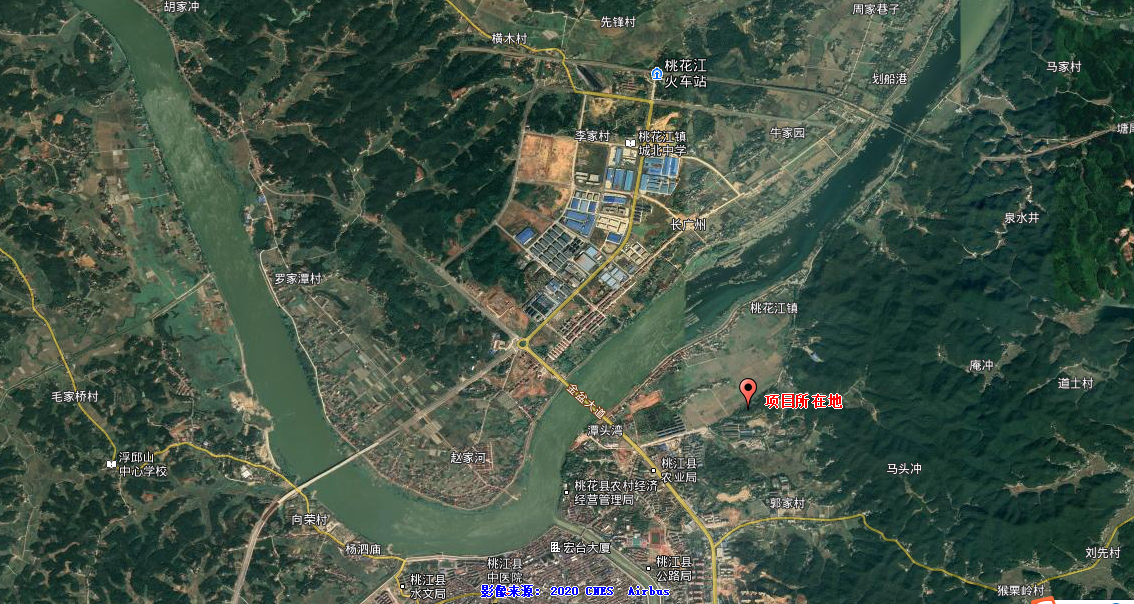 胡家冲
周家巷子
先锋村
横木村
桃花江
火车站
马家村
划船港
牛家园
李家村
桃花江镇
城北中学
泉水井
长广州
罗家潭村
桃花江镇
庵冲
道士村
毛家桥村
金盆大道
项目所在地
潭头湾
浮邱山
中心学校
赵家河
桃江县
农业局
马头冲
桃花县农村经济
经营管理局
郭家村
向荣村
杨泗庙
宏台大厦
刘先村
桃江县
中医院
桃江县
公路局
桃江县
水文局
猴栗岭村
影像来源: 2020 CNES Airbus